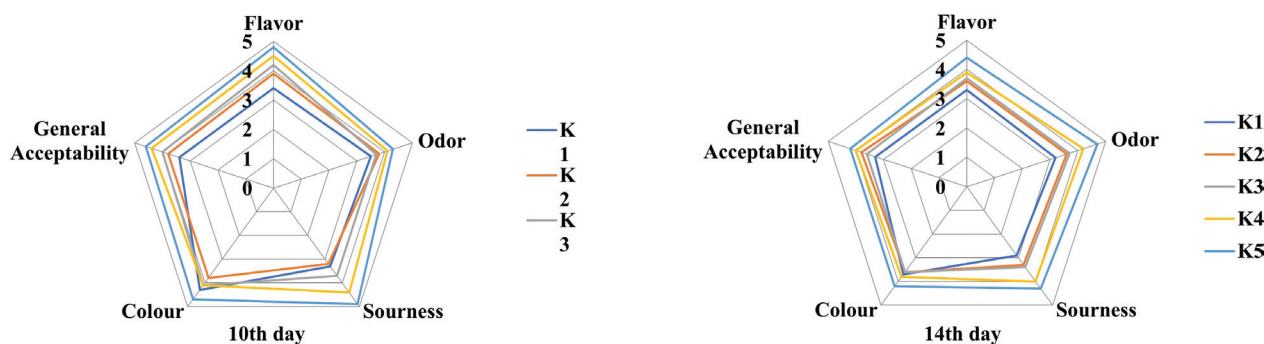 Flavor
5
4
3
2
1
0
Odor
Sourness
Colour
General
Acceptability
10th day
K
1
K
2
K
3
Flavor
5
4
3
2
1
0
Odor
Sourness
Colour
General
Acceptability
14th day
K1
K2
K3
K4
K5